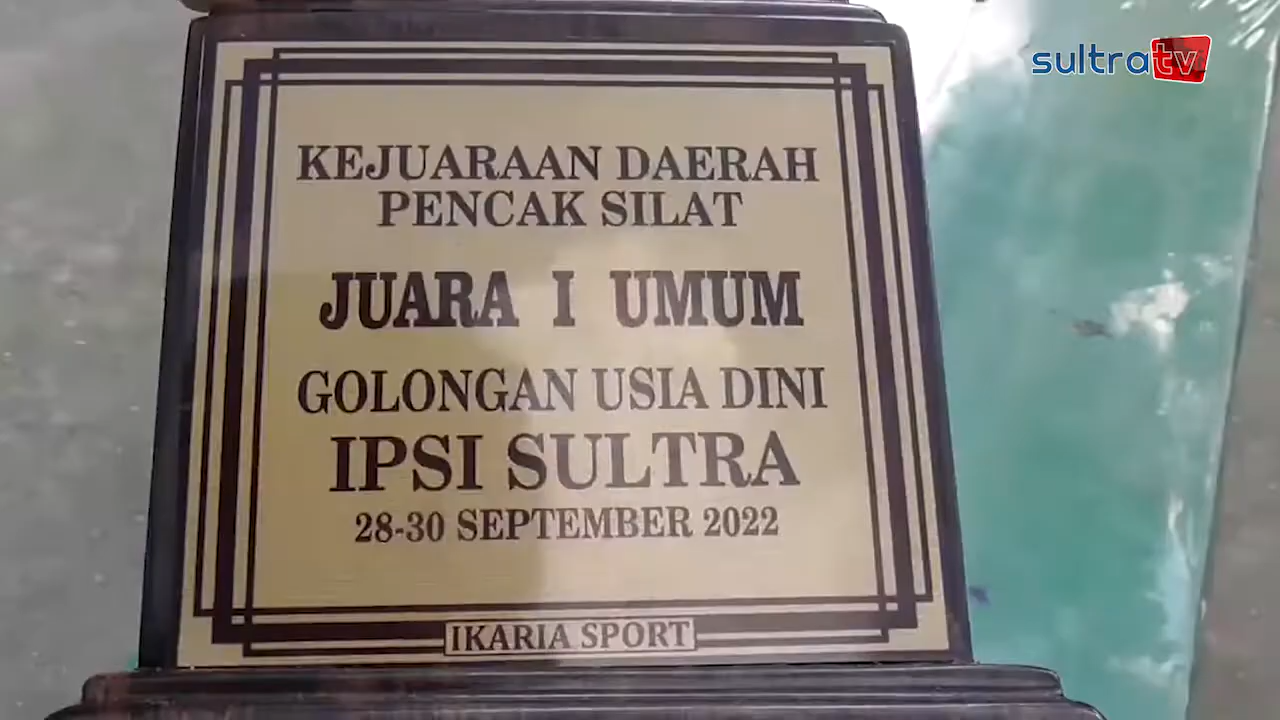 sultratv
KEJUARAAN DAERAH
PENCAK SILAT
JUARA I UMUM
GOLONGAN USIA DINI
IPSI SULTRA
28-30 SEPTEMBER 2022
IKARIA SPORT